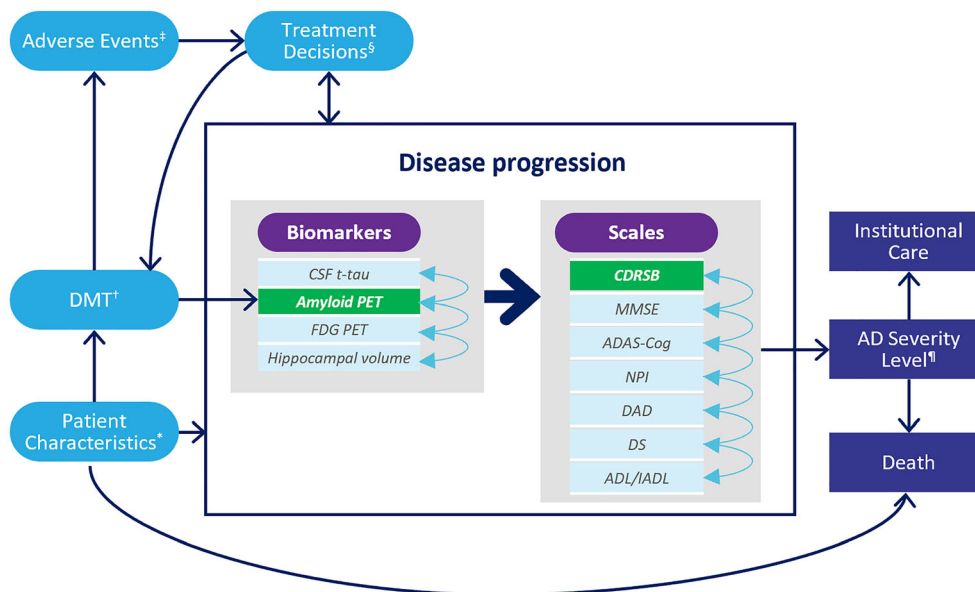 Adverse Events‡
Treatment
Decisions§
Disease progression
Biomarkers
CSF t-tau
Amyloid PET
FDG PET
Hippocampal volume
Scales
CDRSB
MMSE
ADAS-Cog
NPI
DAD
DS
ADL/IADL
DMT†
Patient
Characteristics*
Institutional
Care
AD Severity
Level¶
Death